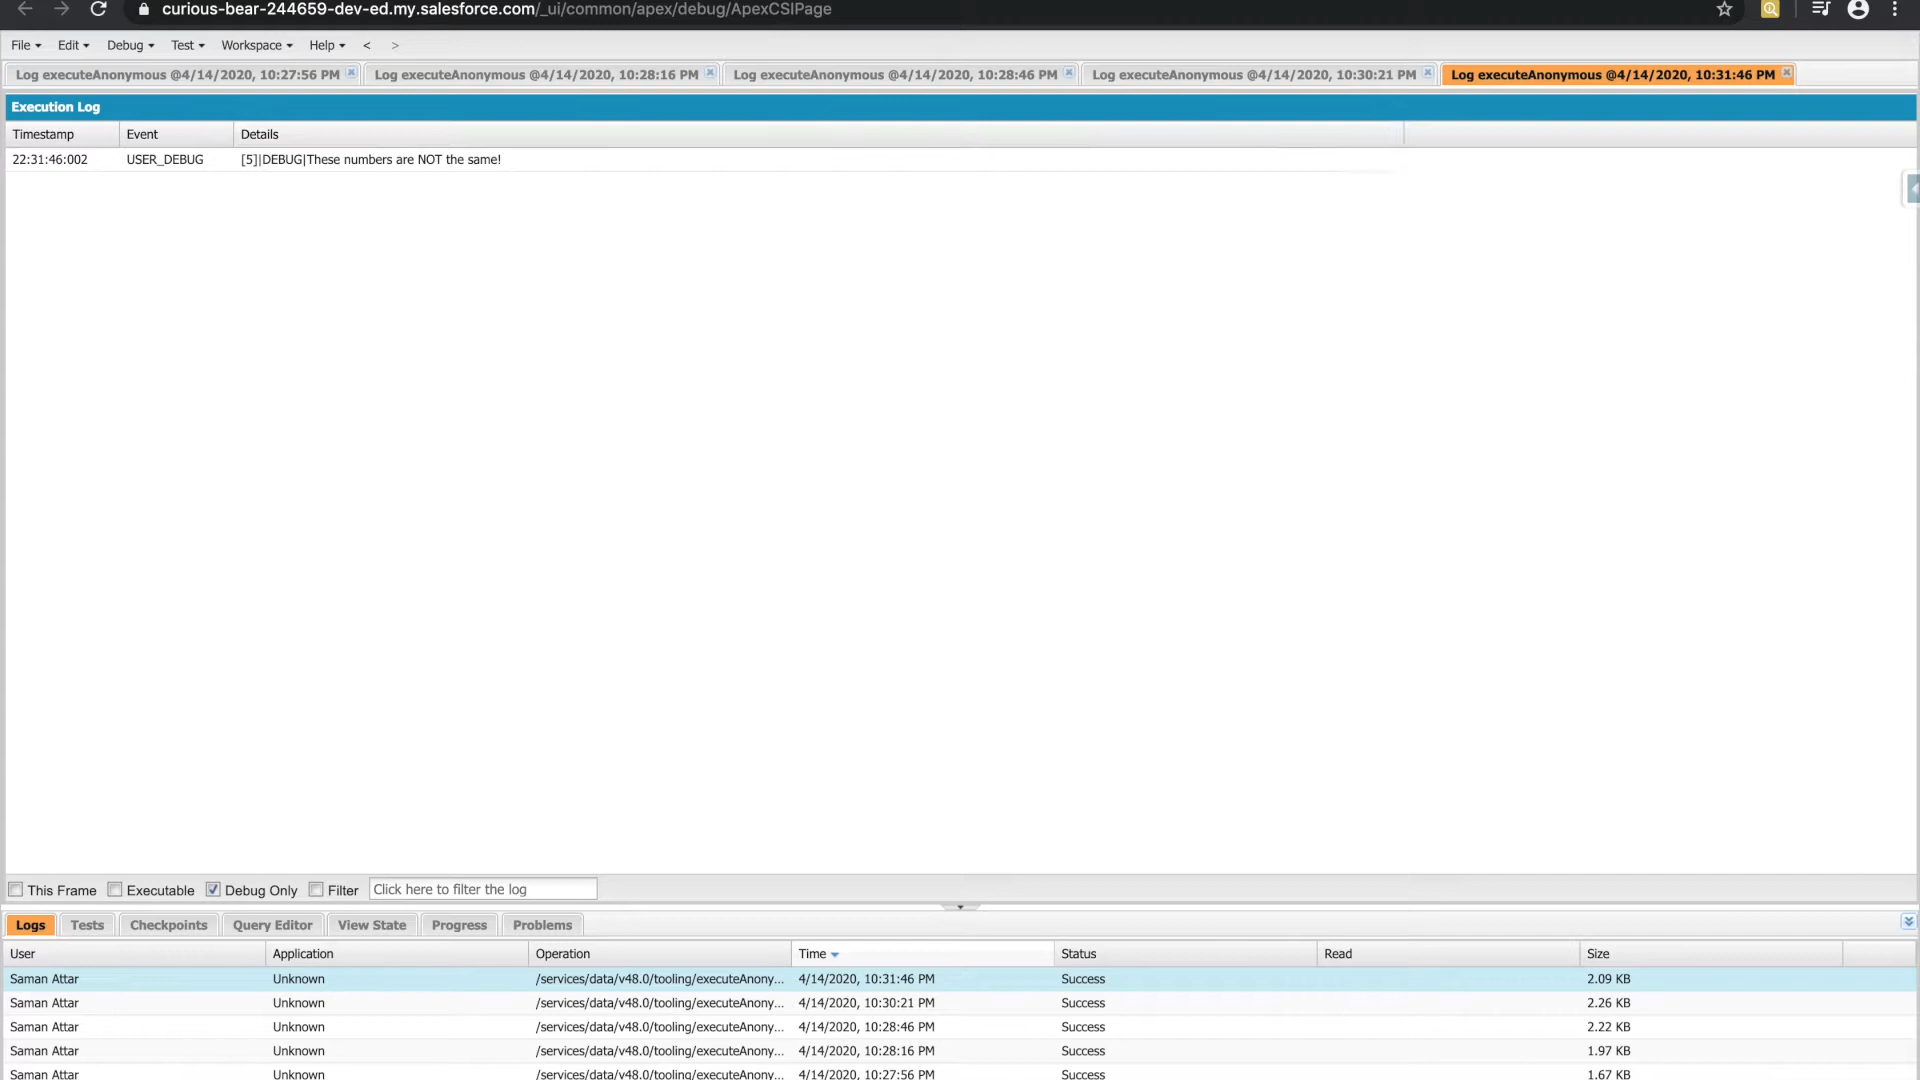 curious-bear-244659-dev-ed.my.salesforce.com/_ui/common/apex/debug/ApexCSIPage
File Edit Debug Test Workspace Help < >
Log executeAnonymous @4/14/2020, 10:27:56 PM Log executeAnonymous @4/14/2020, 10:28:16 PM Log executeAnonymous @4/14/2020, 10:28:46 PM Log executeAnonymous @4/14/2020, 10:30:21 PM Log executeAnonymous @4/14/2020, 10:31:46 PM
Execution Log
Timestamp Event Details
22:31:46:002 USER_DEBUG [5]|DEBUG|These numbers are NOT the same!
This Frame Executable Debug Only Filter Click here to filter the log
Logs Tests Checkpoints Query Editor View State Progress Problems
User Application Operation Time Status Read Size
Saman Attar Unknown /services/data/v48.0/tooling/executeAnony... 4/14/2020, 10:31:46 PM Success 2.09 KB
Saman Attar Unknown /services/data/v48.0/tooling/executeAnony... 4/14/2020, 10:30:21 PM Success 2.26 KB
Saman Attar Unknown /services/data/v48.0/tooling/executeAnony... 4/14/2020, 10:28:46 PM Success 2.22 KB
Saman Attar Unknown /services/data/v48.0/tooling/executeAnony... 4/14/2020, 10:28:16 PM Success 1.97 KB
Saman Attar Unknown /services/data/v48.0/tooling/executeAnony... 4/14/2020, 10:27:56 PM Success 1.67 KB